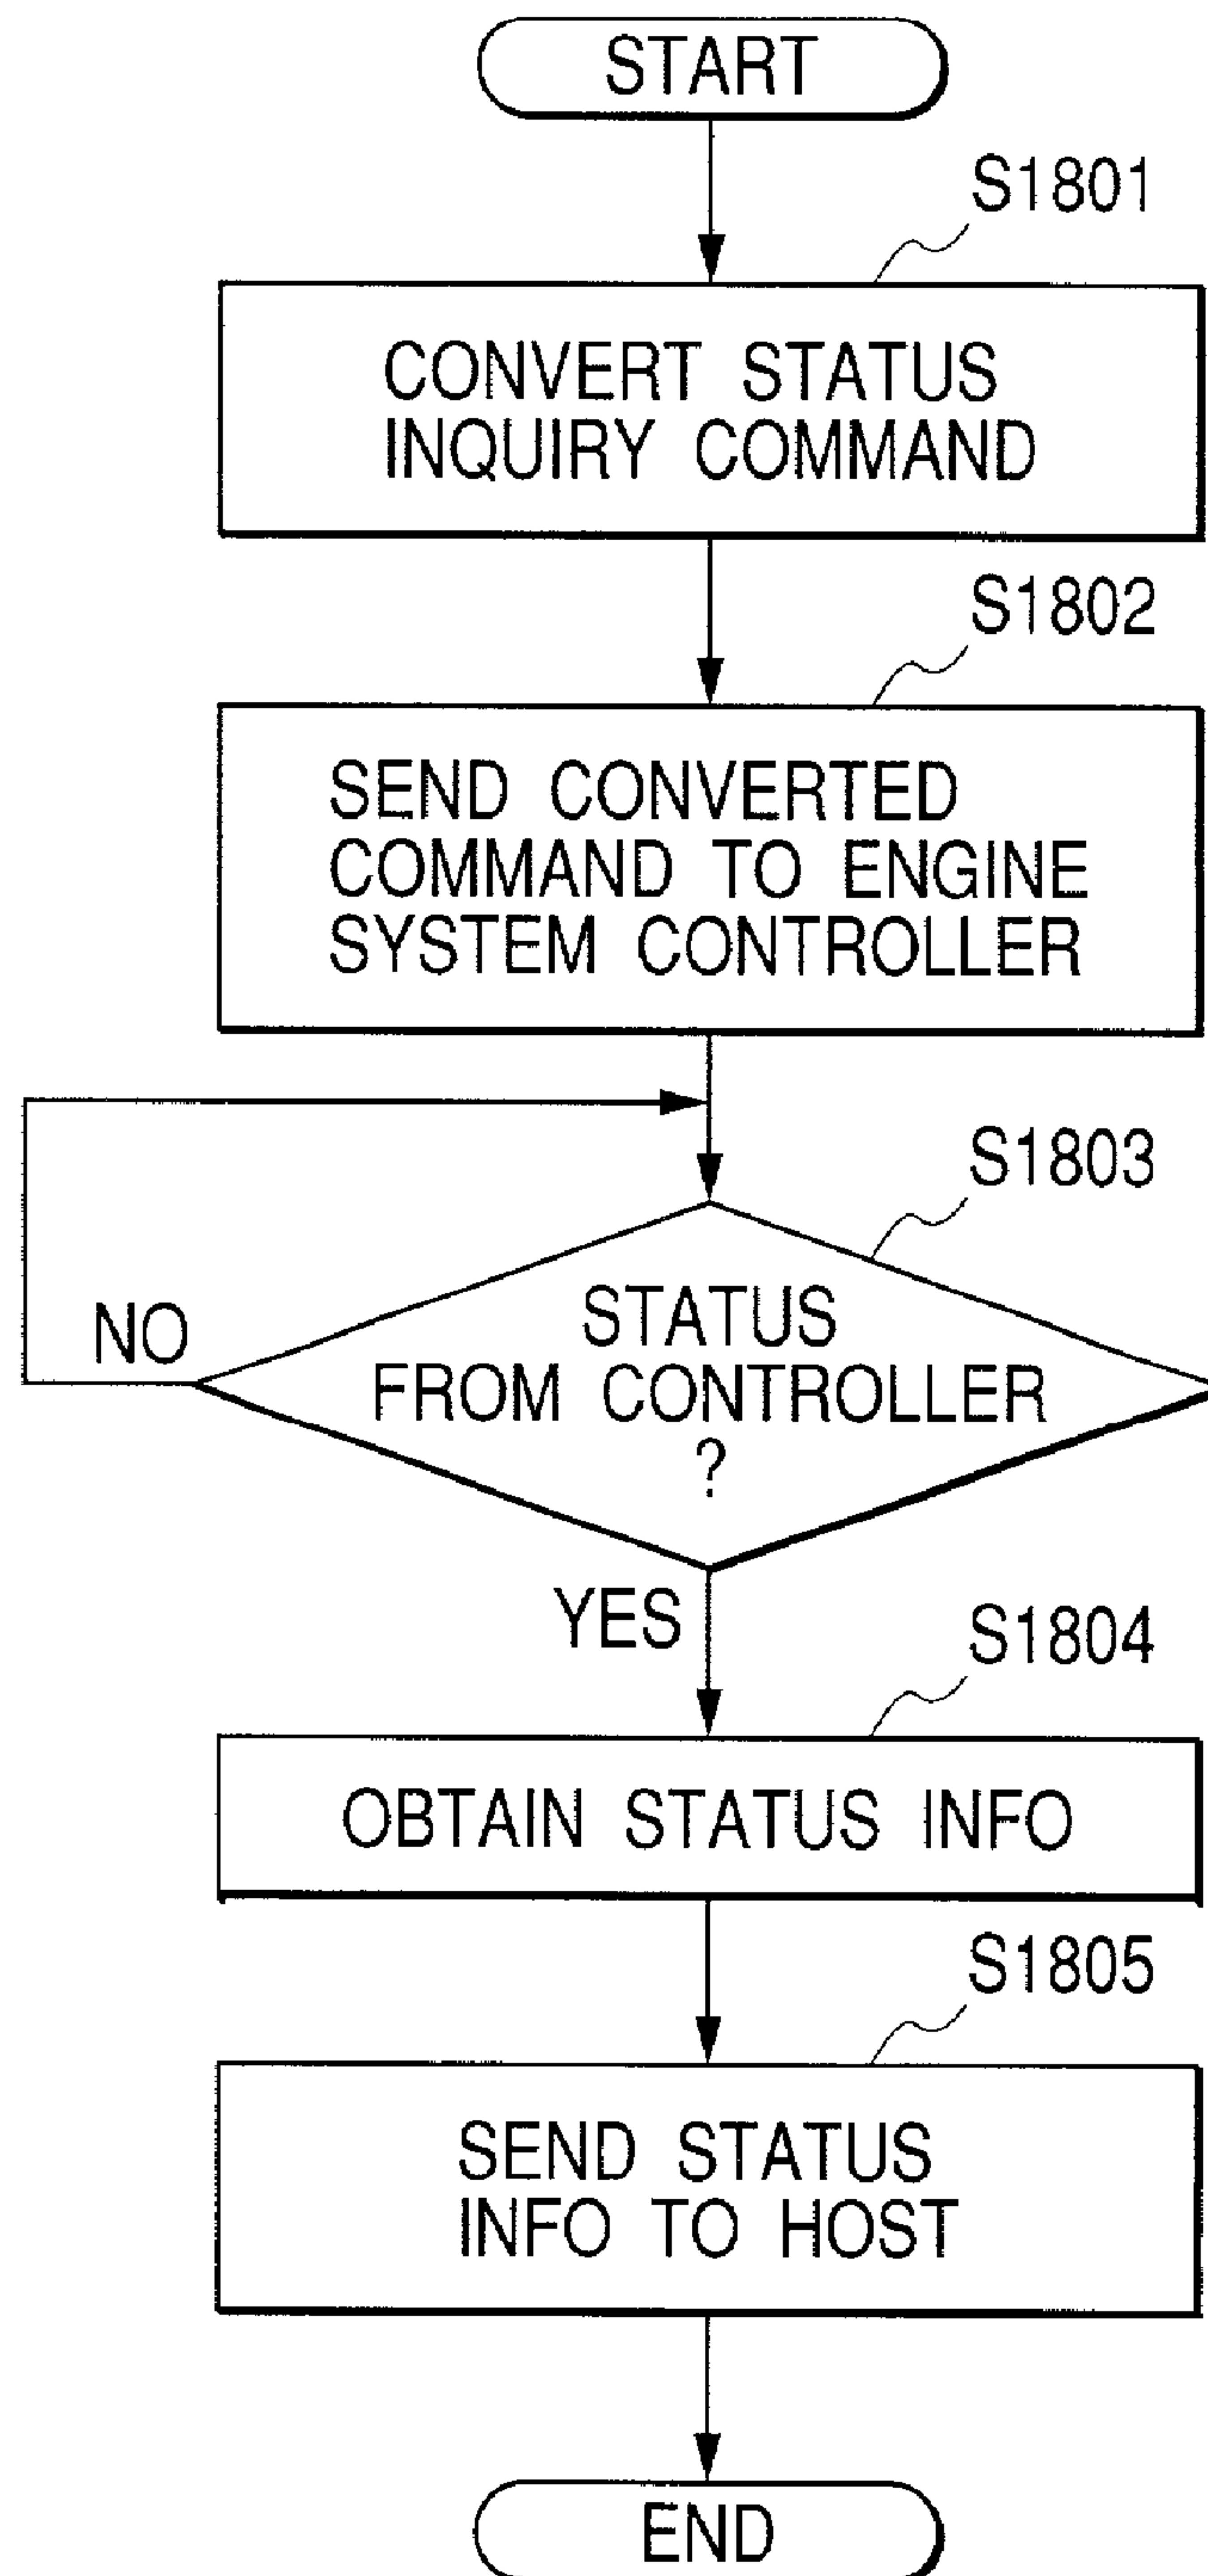 START
S1801
CONVERT STATUS
INQUIRY COMMAND
S1802
SEND CONVERTED
COMMAND TO ENGINE
SYSTEM CONTROLLER
S1803
STATUS
FROM CONTROLLER
?
NO
YES
S1804
OBTAIN STATUS INFO
S1805
SEND STATUS
INFO TO HOST
END